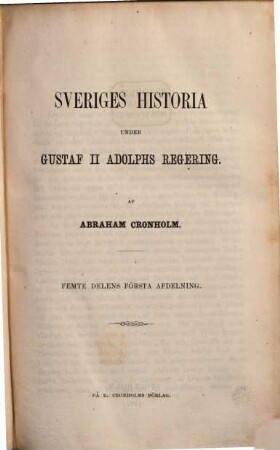 SVERIGES HISTORIA
UNDER
GUSTAF II ADOLPHS REGERING.
AF
ABRAHAM CRONHOLM.
FEMTE DELENS FÖRSTA AFDELNING.
PÅ B. CRONHOLMS FÖRLAG.